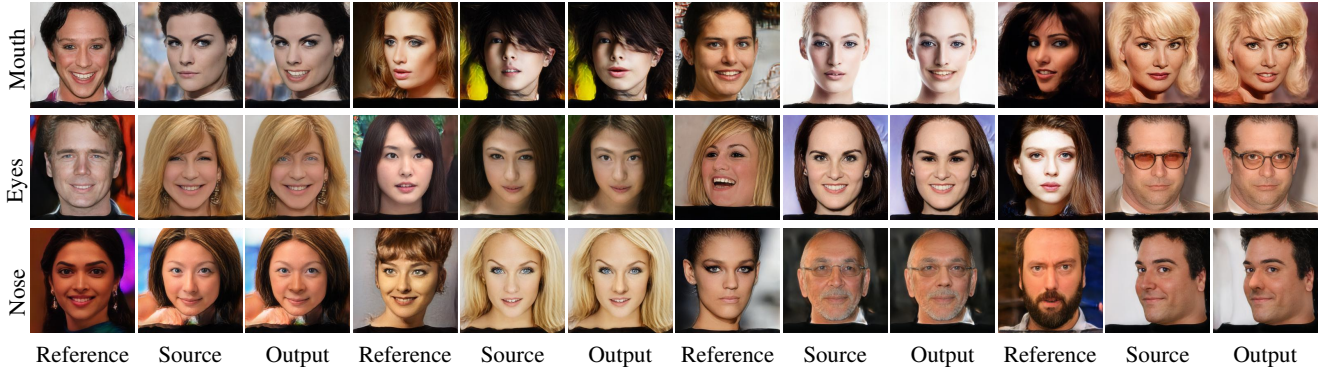 Mouth
Eyes
Nose
Reference Source Output Reference Source Output Reference Source Output Reference Source Output